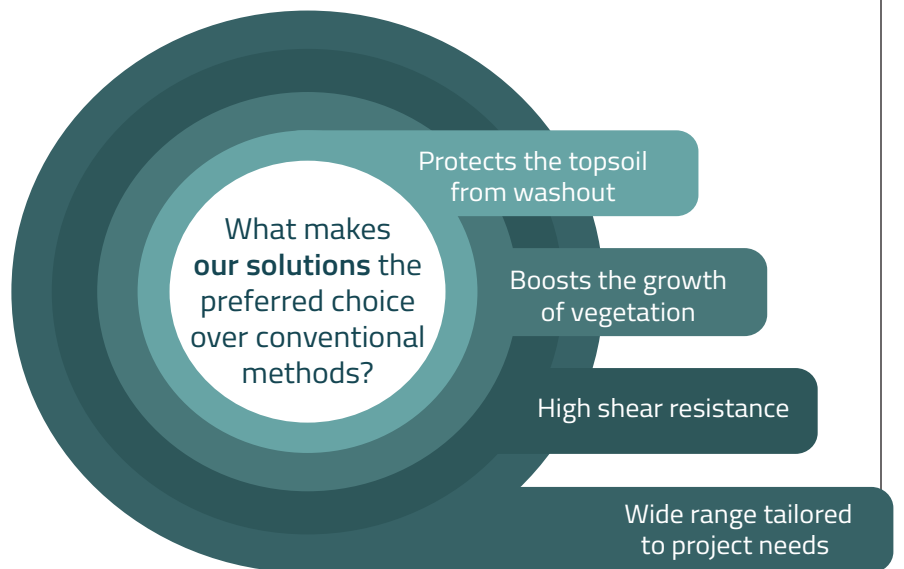 What makes
our solutions the
preferred choice
over conventional
methods?
Protects the topsoil
from washout
Boosts the growth
of vegetation
High shear resistance
Wide range tailored
to project needs